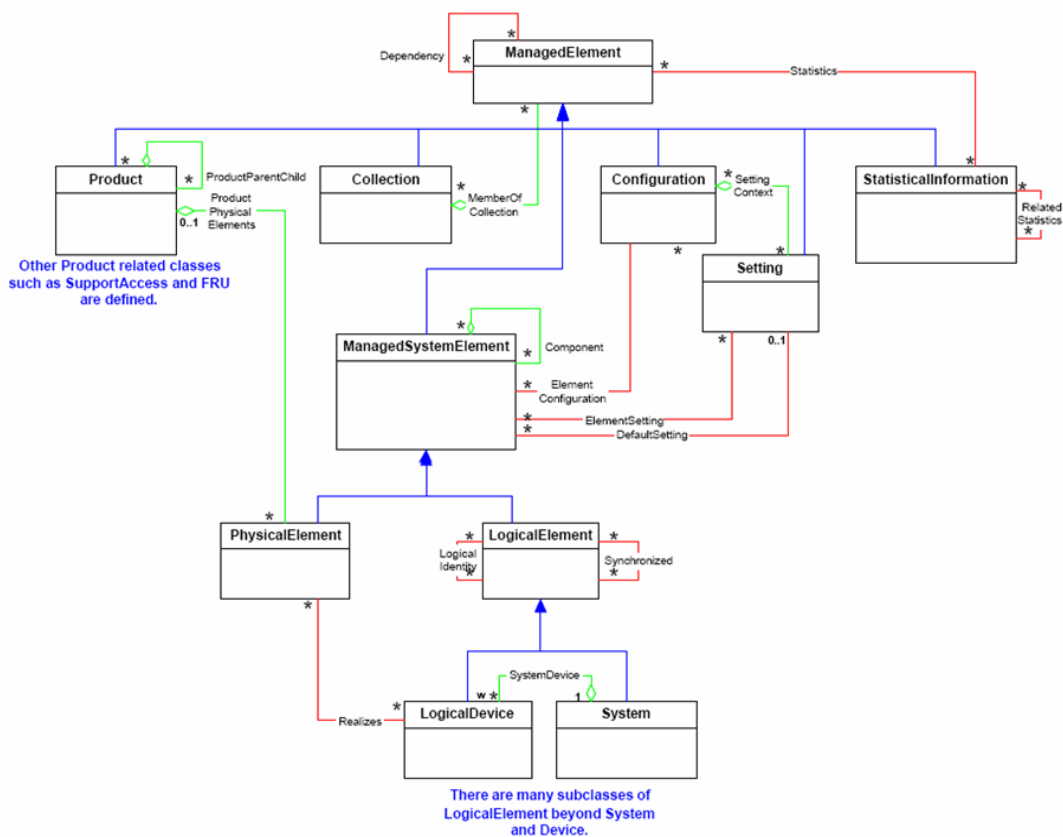 *
Dependency
*
ManagedElement
*
Statistics
*
*
Product
*
ProductParentChild
0..1
Product
Physical
Elements
Collection
*
MemberOf
Collection
Configuration
*
Setting
Context
*
*
StatisticalInformation
*
Related
Statistics
*
*
Setting
*
0..1
Other Product related classes
such as SupportAccess and FRU
are defined.
*
ManagedSystemElement
*
Component
*
Element
Configuration
*
ElementSetting
*
DefaultSetting
*
PhysicalElement
*
LogicalElement
*
Logical
Identity
*
*
Synchronized
*
*
Realizes
*
w *
SystemDevice
1
LogicalDevice
System
There are many subclasses of
LogicalElement beyond System
and Device.